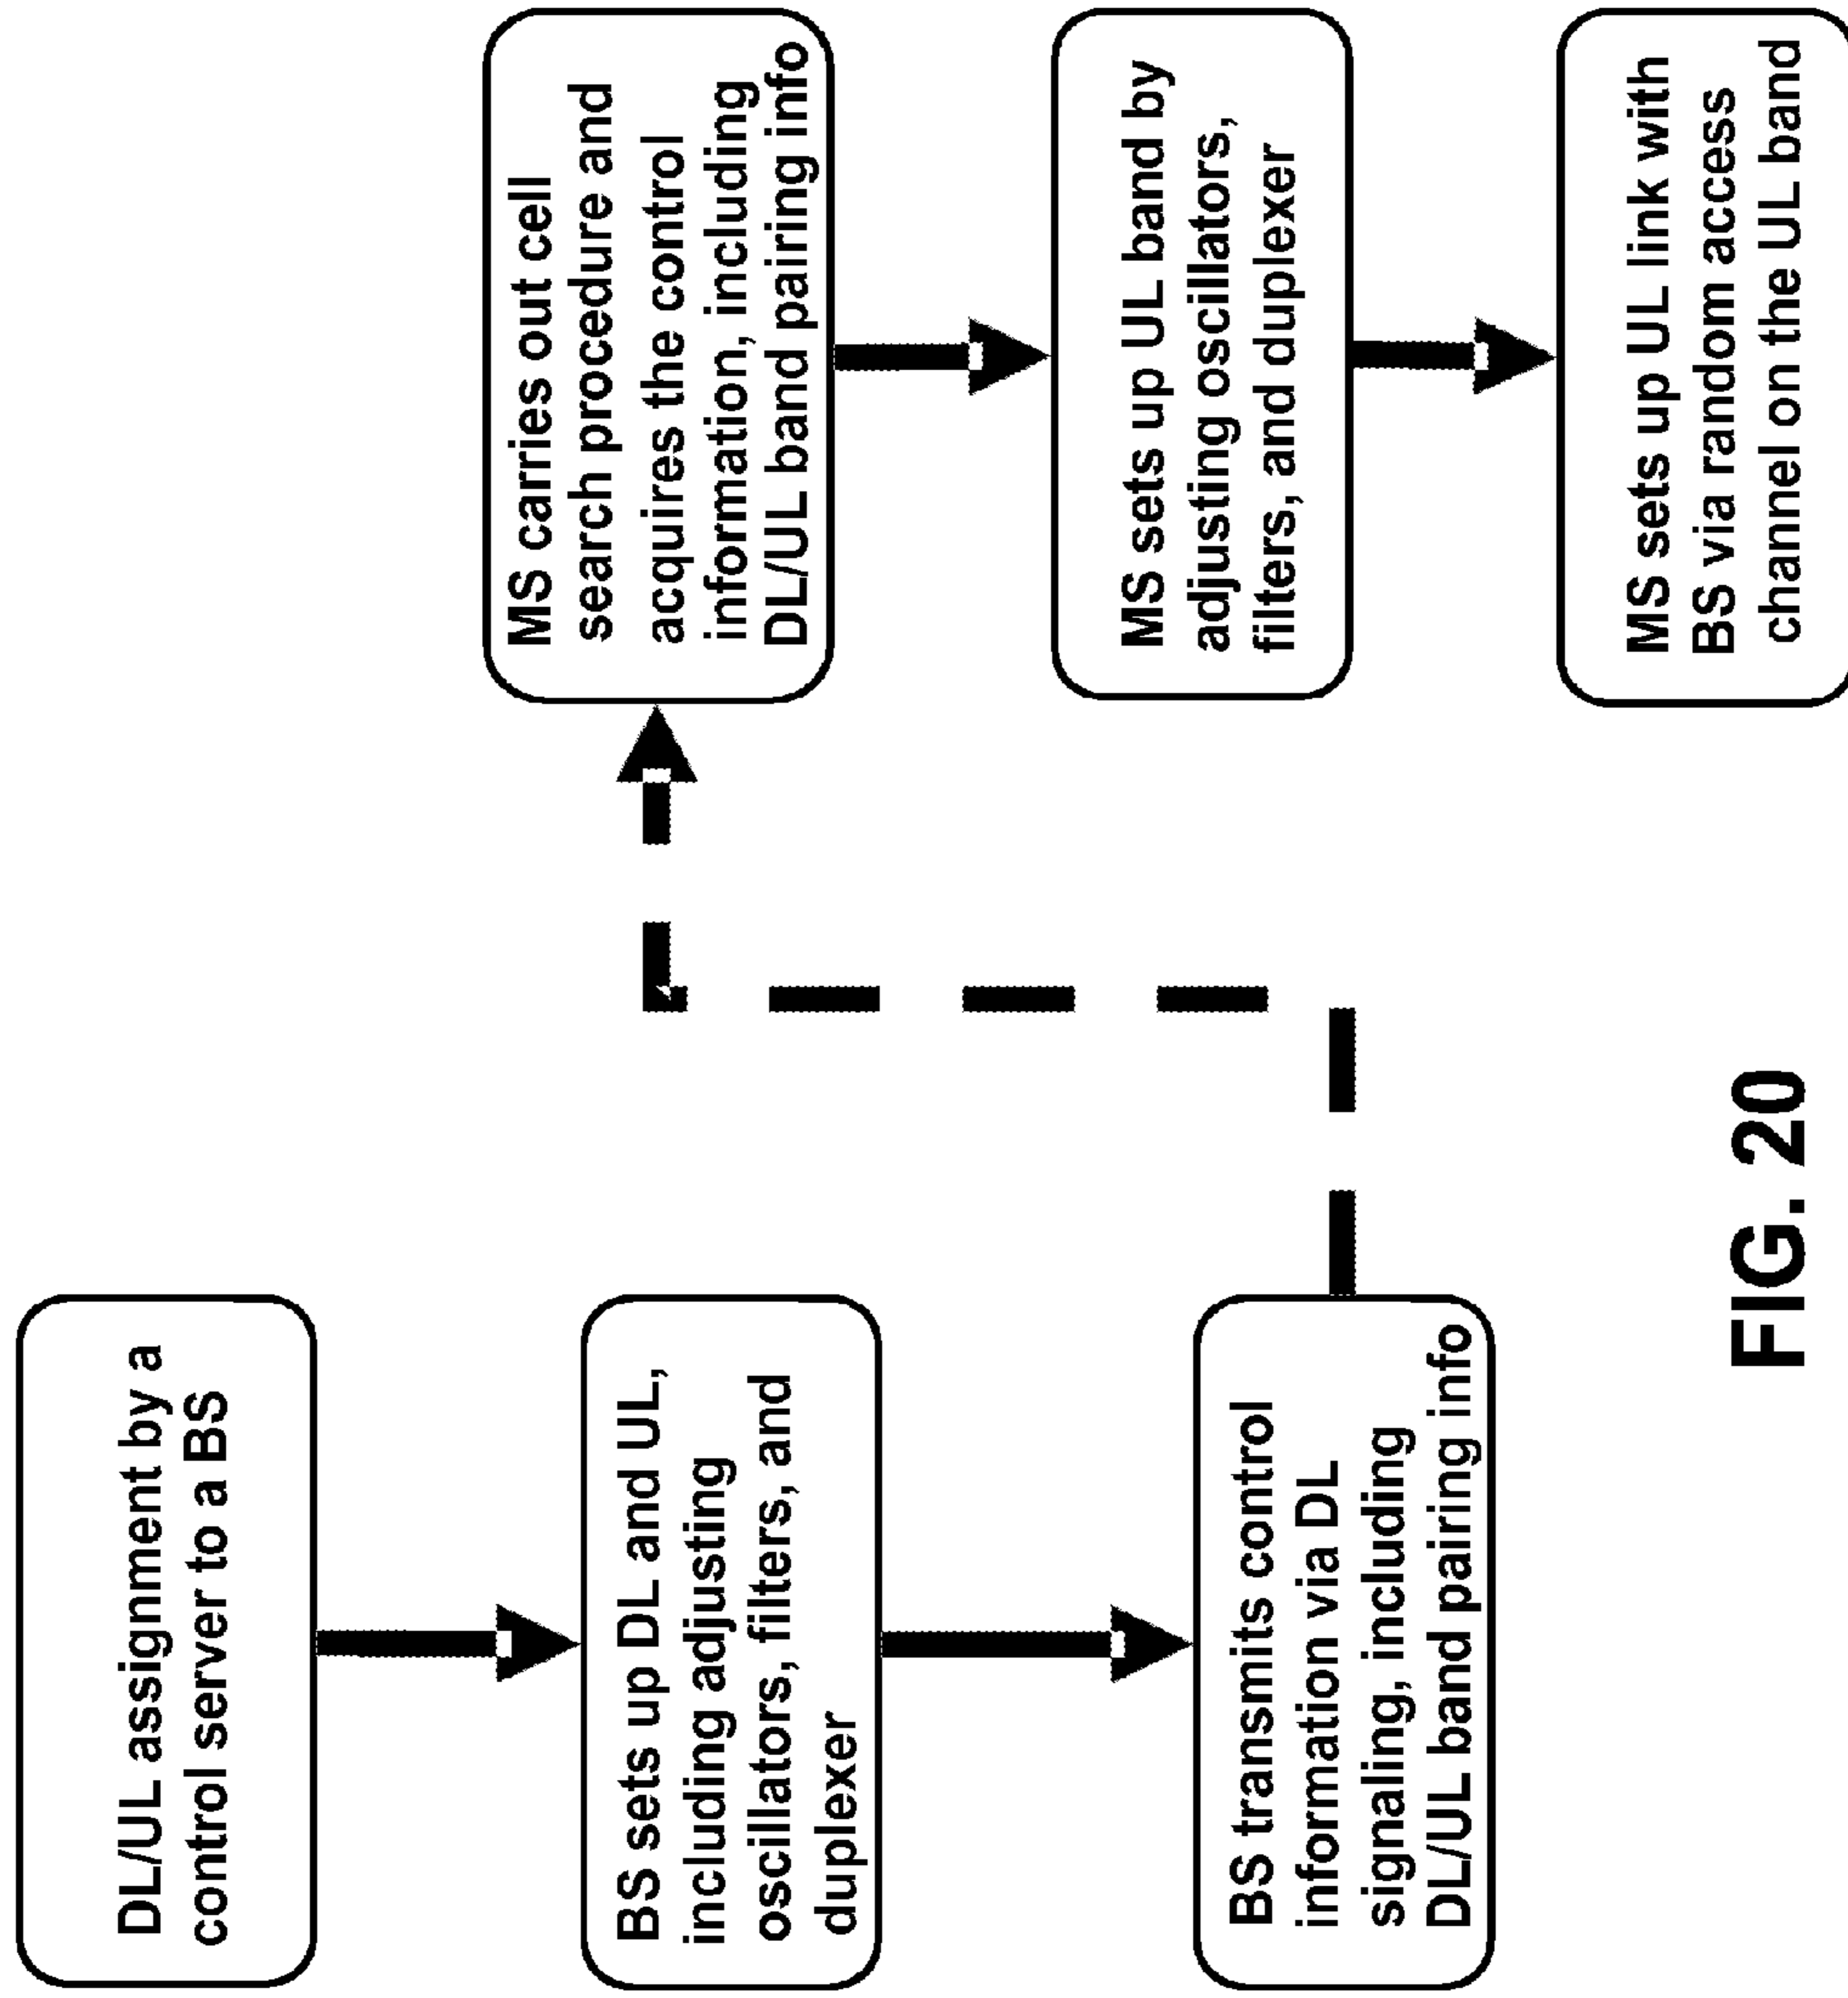 DL/UL assignment by a
control server to a BS
BS sets up DL and UL,
including adjusting
oscillators, filters, and
duplexer
BS transmits control
information via DL
signaling, including
DL/UL band pairing info
MS carries out cell
search procedure and
acquires the control
information, including
DL/UL band pairing info
MS sets up UL band by
adjusting oscillators,
filters, and duplexer
MS sets up UL link with
BS via random access
channel on the UL band
FIG. 20